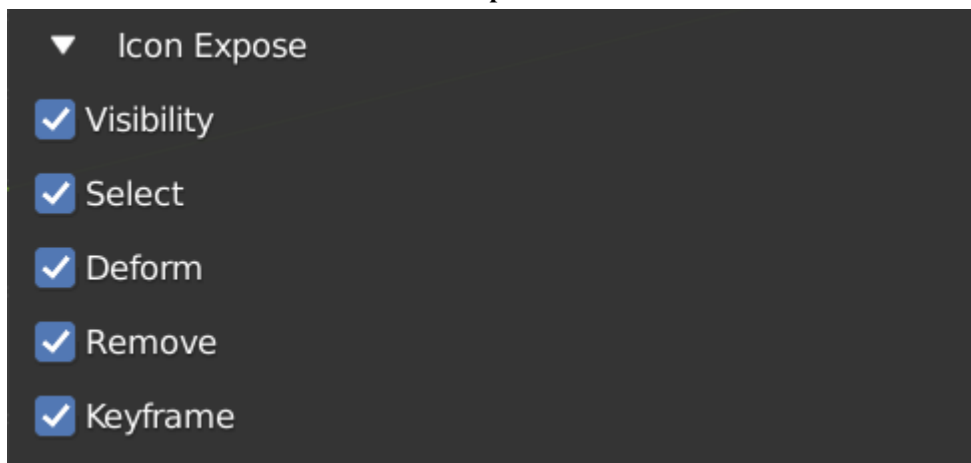 Icon Expose
Visibility
Select
Deform
Remove
Keyframe